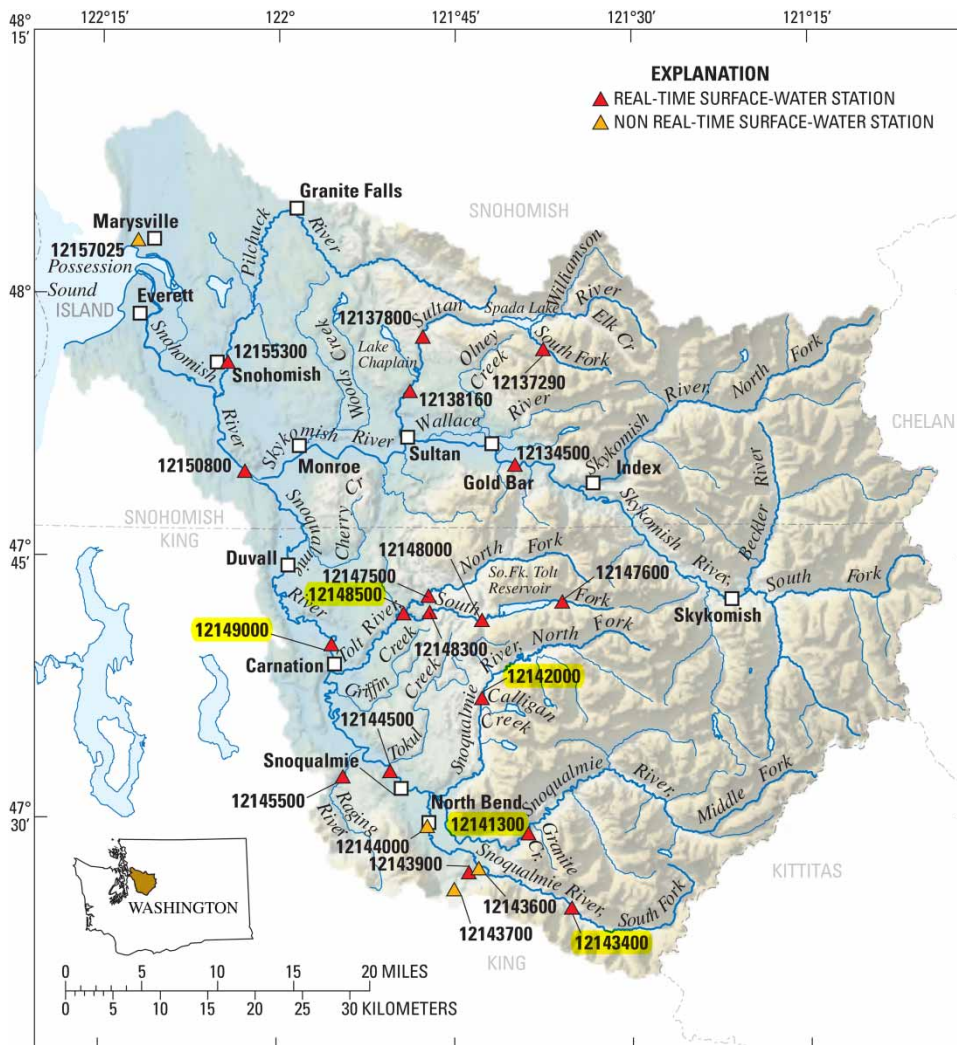 122°15′
122°
121°45′
121°30′
121°15′
48°
15′
EXPLANATION
REAL-TIME SURFACE-WATER STATION
NON REAL-TIME SURFACE-WATER STATION
Granite Falls
SNOHOMISH
Marysville
12157025
Pilchuck
River
Possession
Sound
48°
ISLAND
Everett
Williamson
Sultan
Spada Lake
River
Elk Cr
12137800
Snohomish
Woods
Creek
Lake
Chaplain
Olney
Creek
South Fork
North
Fork
12155300
Snohomish
12137290
12138160
River
Wallace
River
Skykomish
River,
CHELAN
Skykomish
River
Sultan
12134500
12150800
Monroe
Gold Bar
Index
Beckler
River
SNOHOMISH
KING
Snoqualmie
Cherry
Cr
Skykomish
River,
47°
45′
Duvall
12148000
North
Fork
12147500
So.Fk. Tolt
Reservoir
12147600
South
Fork
12148500
South
Fork
Skykomish
River
12149000
Tolt
River
Creek
12148300
River,
North
Fork
Carnation
Griffin
Creek
12142000
Calligan
Creek
12144500
Tokul
Snoqualmie
Snoqualmie
Snoqualmie
River,
Middle
Fork
12145500
Raging
River
North Bend
47°
30′
12141300
12144000
Granite
Cr.
12143900
Snoqualmie
River,
KITTITAS
South
Fork
12143600
12143700
12143400
WASHINGTON
KING
0
5
10
15
20 MILES
0
5
10
15
20
25
30 KILOMETERS